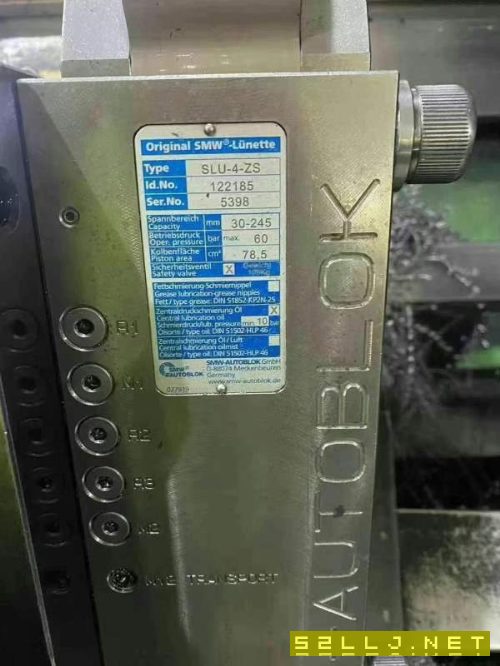 Original SMW®-Lünette
Type SLU-4-ZS
Id.No. 122185
Ser.No. 5398
Spannbereich
Capacity mm 30-245
Betriebsdruck
Oper. pressure bar max. 60
Kolbenfläche
Piston area cm² 78,5
Sicherheitsventil
Safety valve X
Fettschmierung-Schmiernippel
Grease lubrication-grease nipples
Fett / type grease: DIN 51852-KP2N-25
Zentraldruckschmierung Öl X
Central lubrication oil
Schmierdruck/lub. pressure min 10 bar
Ölsorte / type oil: DIN 51502-HLP 46
Zentralschmierung Öl / Luft
Central lubrication oilmist
Ölsorte / type oil: DIN 51502-HLP 46
SMW
AUTOBLOK
SMW-AUTOBLOK GmbH
D-88074 Meckenbeuren
Germany
www.smw-autoblok.de
AUTOBLOK
R1
M1
R2
R3
M2
TRANSPORT
52LLJ.NET